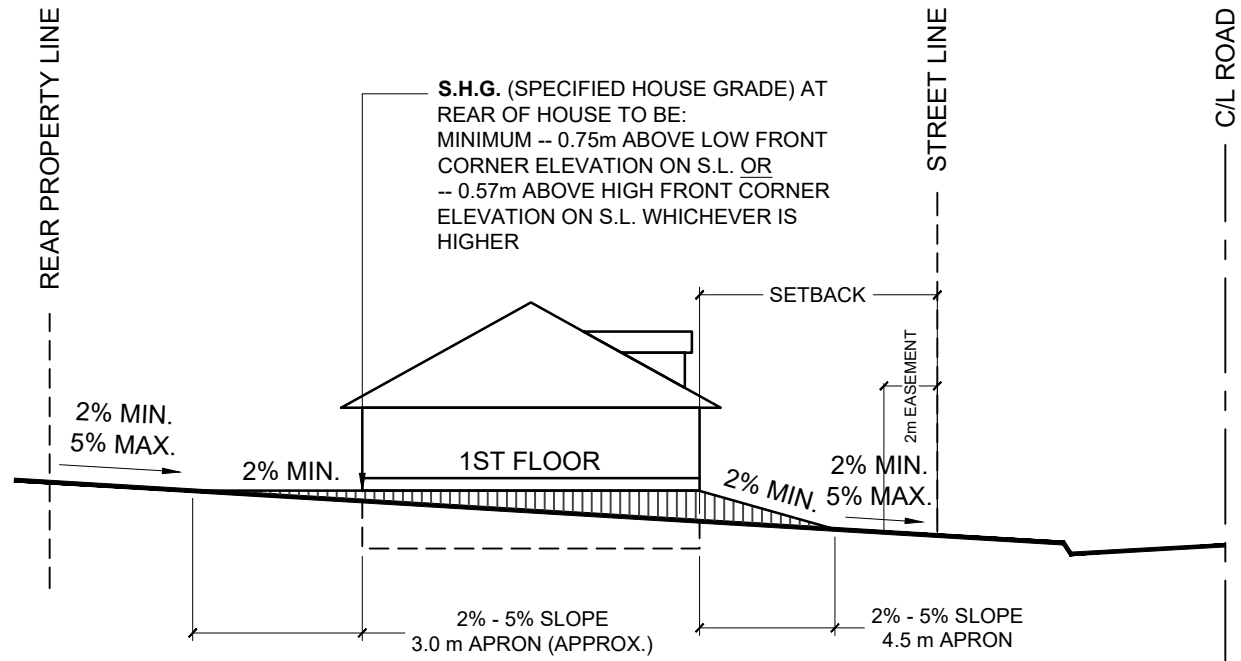 REAR PROPERTY LINE
STREET LINE
C/L ROAD
S.H.G. (SPECIFIED HOUSE GRADE) AT
REAR OF HOUSE TO BE:
MINIMUM -- 0.75m ABOVE LOW FRONT
CORNER ELEVATION ON S.L. OR
-- 0.57m ABOVE HIGH FRONT CORNER
ELEVATION ON S.L. WHICHEVER IS
HIGHER
SETBACK
2m EASEMENT
2% MIN.
5% MAX.
2% MIN.
1ST FLOOR
2% MIN.
2% MIN.
5% MAX.
2% - 5% SLOPE
3.0 m APRON (APPROX.)
2% - 5% SLOPE
4.5 m APRON